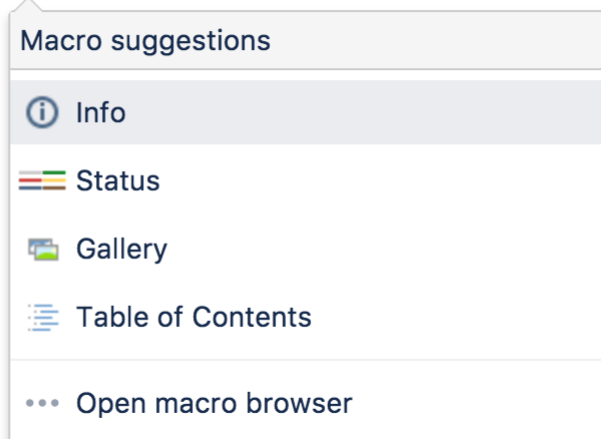 Macro suggestions
Info
Status
Gallery
Table of Contents
Open macro browser